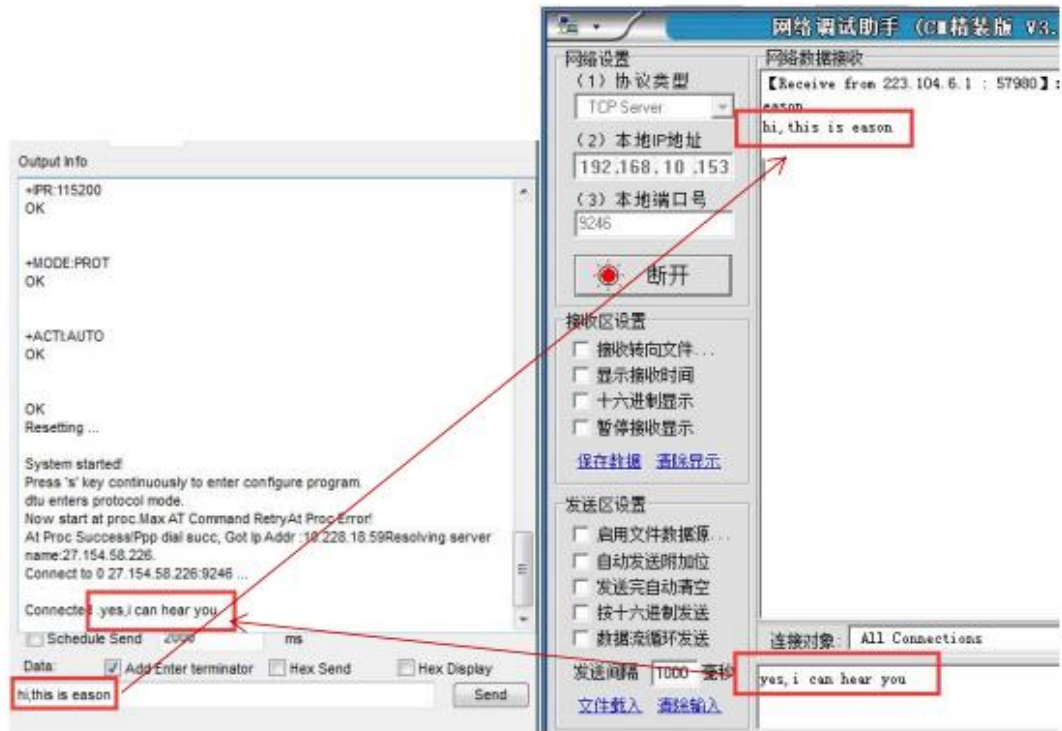 Output Info
+IPR:115200
OK
+MODE:PROT
OK
+ACTI:AUTO
OK
OK
Resetting ...
System started!
Press 's' key continuously to enter configure program.
dtu enters protocol mode.
Now start at proc.Max AT Command RetryAt Proc Error!
At Proc Success!Ppp dial succ, Got Ip Addr :10.228.18.59Resolving server
name:27.154.58.226.
Connect to 0 27.154.58.226:9246 ...
Connected .yes,i can hear you
Schedule Send 2000 ms
Data: Add Enter terminator Hex Send Hex Display
hi,this is eason Send
网络调试助手 (CM精装版 V3.
网络设置
(1) 协议类型
TCP Server
(2) 本地IP地址
192.168.10.153
(3) 本地端口号
9246
断开
接收区设置
接收转向文件...
显示接收时间
十六进制显示
暂停接收显示
保存数据 清除显示
发送区设置
启用文件数据源...
自动发送附加位
发送完自动清空
按十六进制发送
数据流循环发送
发送间隔 1000 毫秒
文件载入 清除输入
网络数据接收
【Receive from 223.104.6.1 : 57980】:
eason
hi,this is eason
连接对象: All Connections
yes,i can hear you